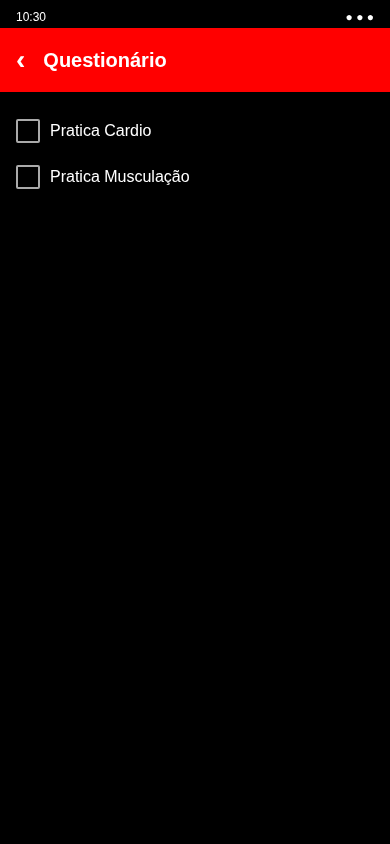 10:30
Questionário
Pratica Cardio
Pratica Musculação